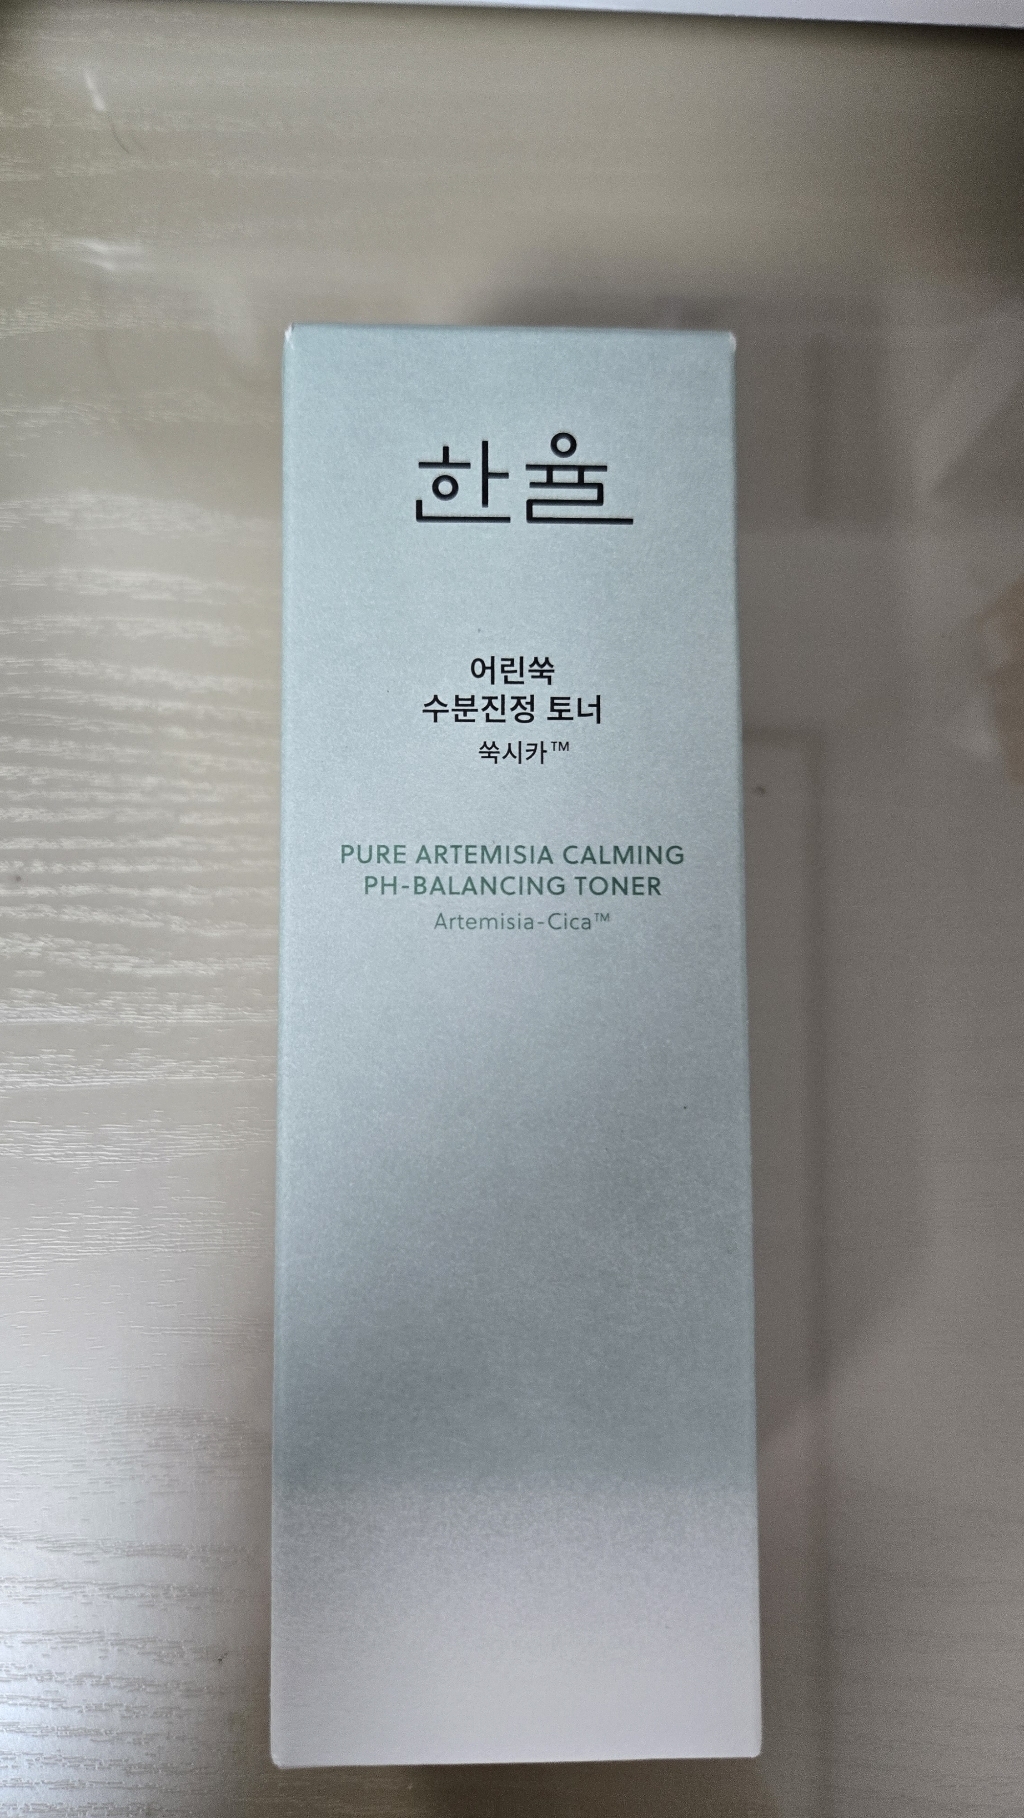 한율
어린쑥
수분진정 토너
쑥시카™
PURE ARTEMISIA CALMING
PH-BALANCING TONER
Artemisia-Cica™